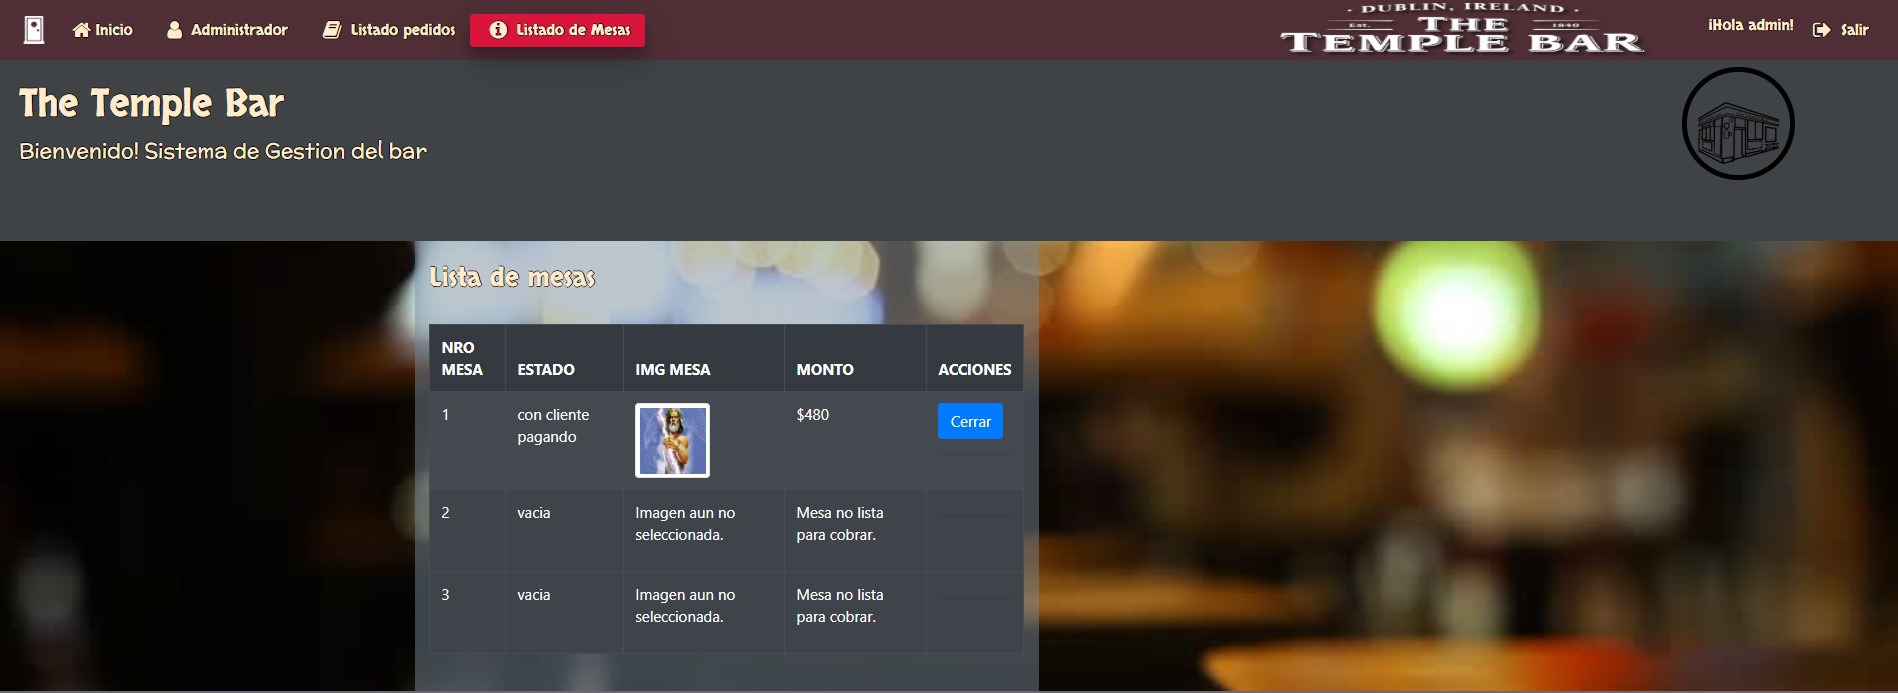 Inicio
Administrador
Listado pedidos
Listado de Mesas
· DUBLIN, IRELAND ·
Est. THE 1840
TEMPLE BAR
¡Hola admin!
Salir
The Temple Bar
Bienvenido! Sistema de Gestion del bar
Lista de mesas
NRO MESA ESTADO IMG MESA MONTO ACCIONES
1 con cliente pagando $480 Cerrar
2 vacia Imagen aun no seleccionada. Mesa no lista para cobrar.
3 vacia Imagen aun no seleccionada. Mesa no lista para cobrar.